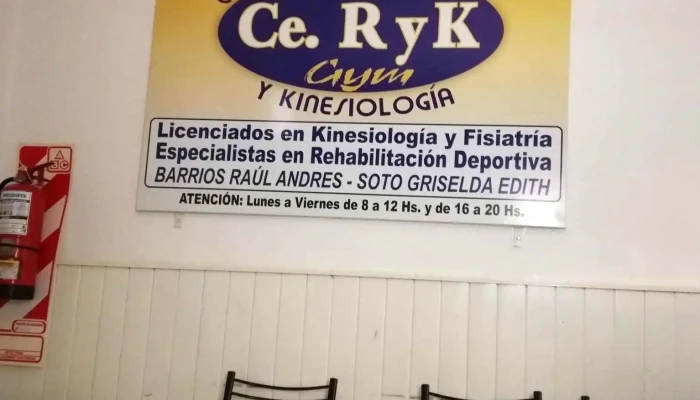 Ce. R y K
Gym
Y KINESIOLOGÍA
Licenciados en Kinesiología y Fisiatría
Especialistas en Rehabilitación Deportiva
BARRIOS RAÚL ANDRES - SOTO GRISELDA EDITH
ATENCIÓN: Lunes a Viernes de 8 a 12 Hs. y de 16 a 20 Hs.
A
B C